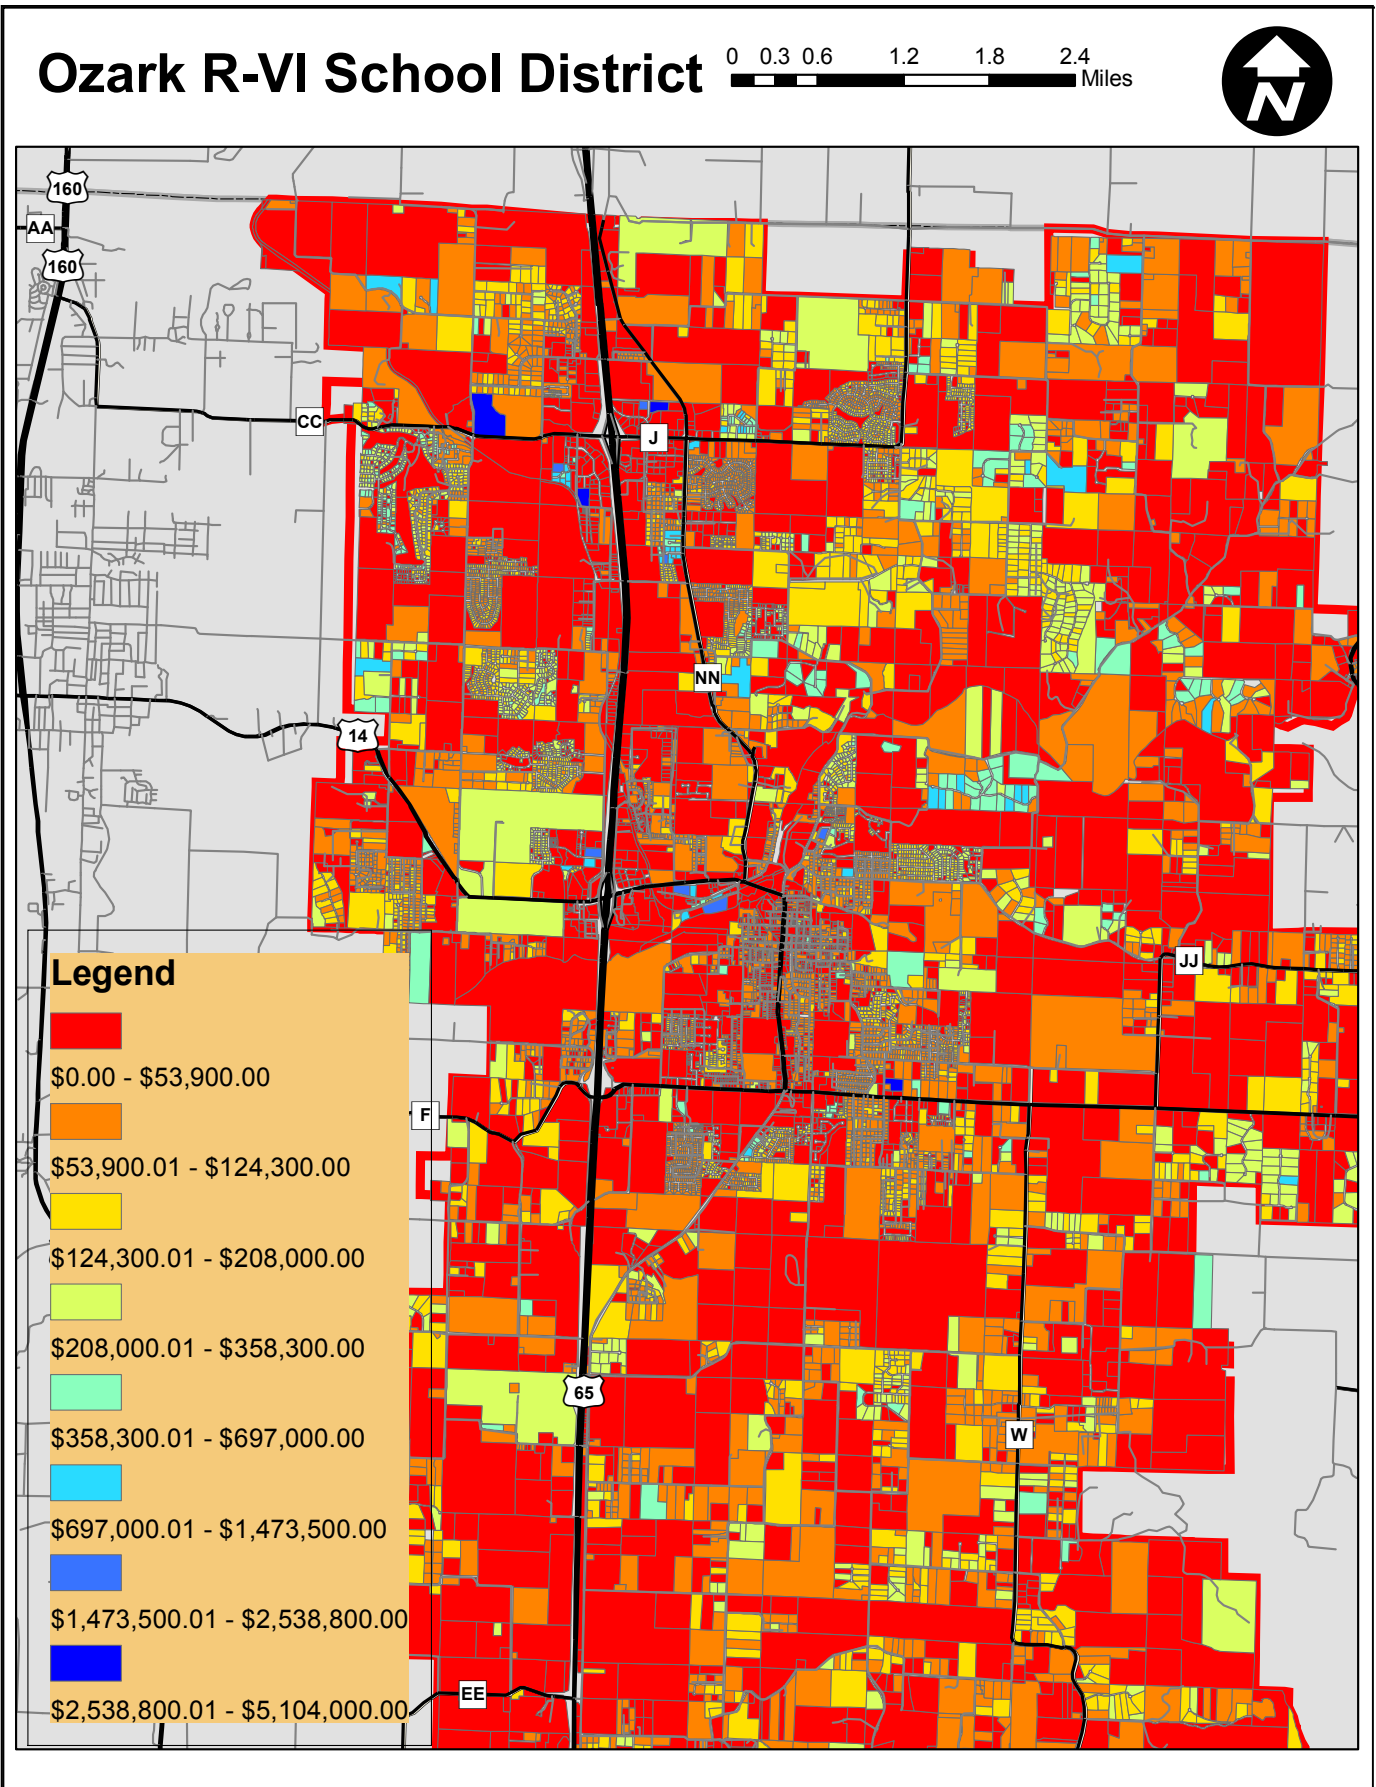 Ozark R-VI School District
0 0.3 0.6 1.2 1.8 2.4
Miles
N
160
AA
160
CC
J
NN
14
JJ
F
65
W
EE
Legend
$0.00 - $53,900.00
$53,900.01 - $124,300.00
$124,300.01 - $208,000.00
$208,000.01 - $358,300.00
$358,300.01 - $697,000.00
$697,000.01 - $1,473,500.00
$1,473,500.01 - $2,538,800.00
$2,538,800.01 - $5,104,000.00